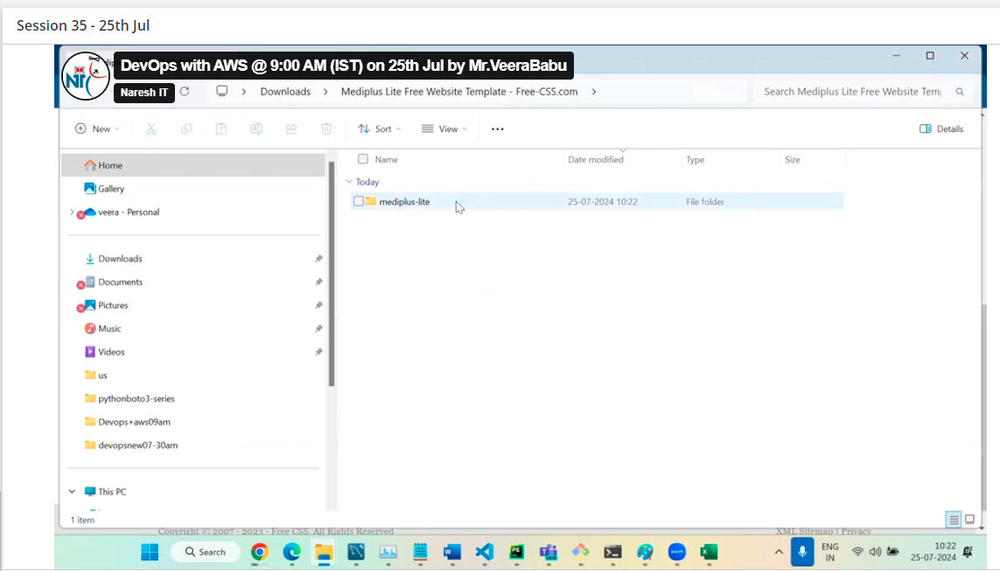 Session 35 - 25th Jul
DevOps with AWS @ 9:00 AM (IST) on 25th Jul by Mr.VeeraBabu
Naresh IT
Downloads
Mediplus Lite Free Website Template - Free-CSS.com
Search Mediplus Lite Free Website Temp
New
Sort
View
Details
Home
Gallery
veera - Personal
Downloads
Documents
Pictures
Music
Videos
us
pythonboto3-series
Devops+aws09am
devopsnew07-30am
This PC
Name
Date modified
Type
Size
Today
mediplus-lite
25-07-2024 10:22
File folder
1 item
Copyright © 2007 - 2023 - Free CSS. All Rights Reserved
XML Sitemap | Privacy
Search
ENG
IN
10:22
25-07-2024